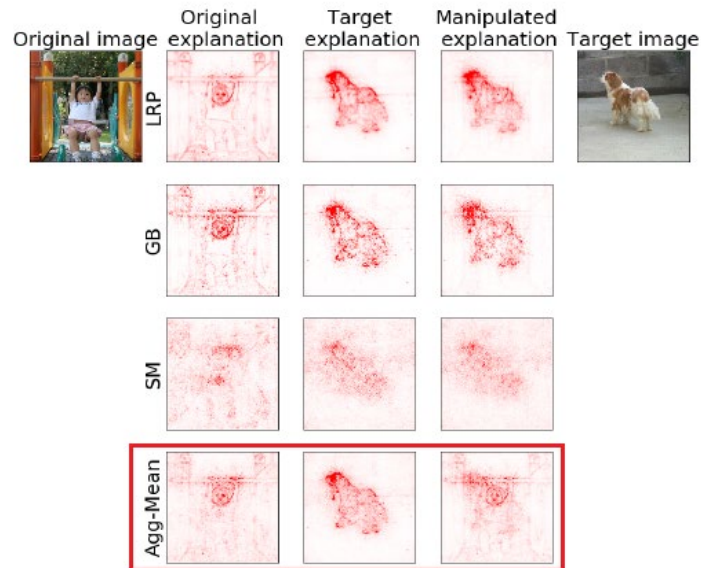 Original image
Original explanation
Target explanation
Manipulated explanation
Target image
LRP
GB
SM
Agg-Mean